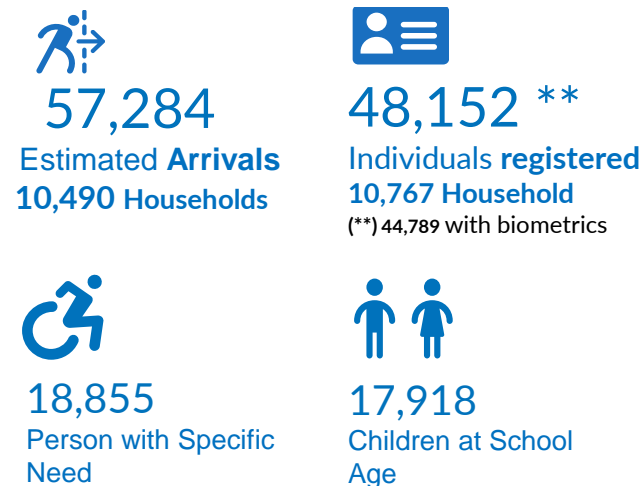 57,284
Estimated Arrivals
10,490 Households
48,152 **
Individuals registered
10,767 Household
(**) 44,789 with biometrics
18,855
Person with Specific
Need
17,918
Children at School
Age